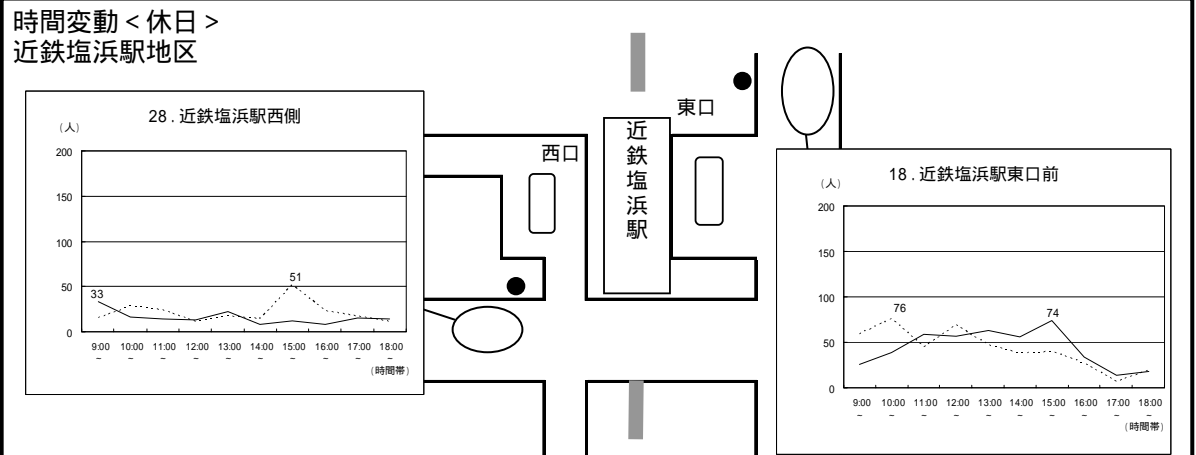 時間変動＜休日＞
近鉄塩浜駅地区
28．近鉄塩浜駅西側
（人）
200
150
100
50
0
33
51
9:00 10:00 11:00 12:00 13:00 14:00 15:00 16:00 17:00 18:00
~ ~ ~ ~ ~ ~ ~ ~ ~ ~
（時間帯）
西口
近鉄塩浜駅
東口
18．近鉄塩浜駅東口前
（人）
200
150
100
50
0
76
74
9:00 10:00 11:00 12:00 13:00 14:00 15:00 16:00 17:00 18:00
~ ~ ~ ~ ~ ~ ~ ~ ~ ~
（時間帯）